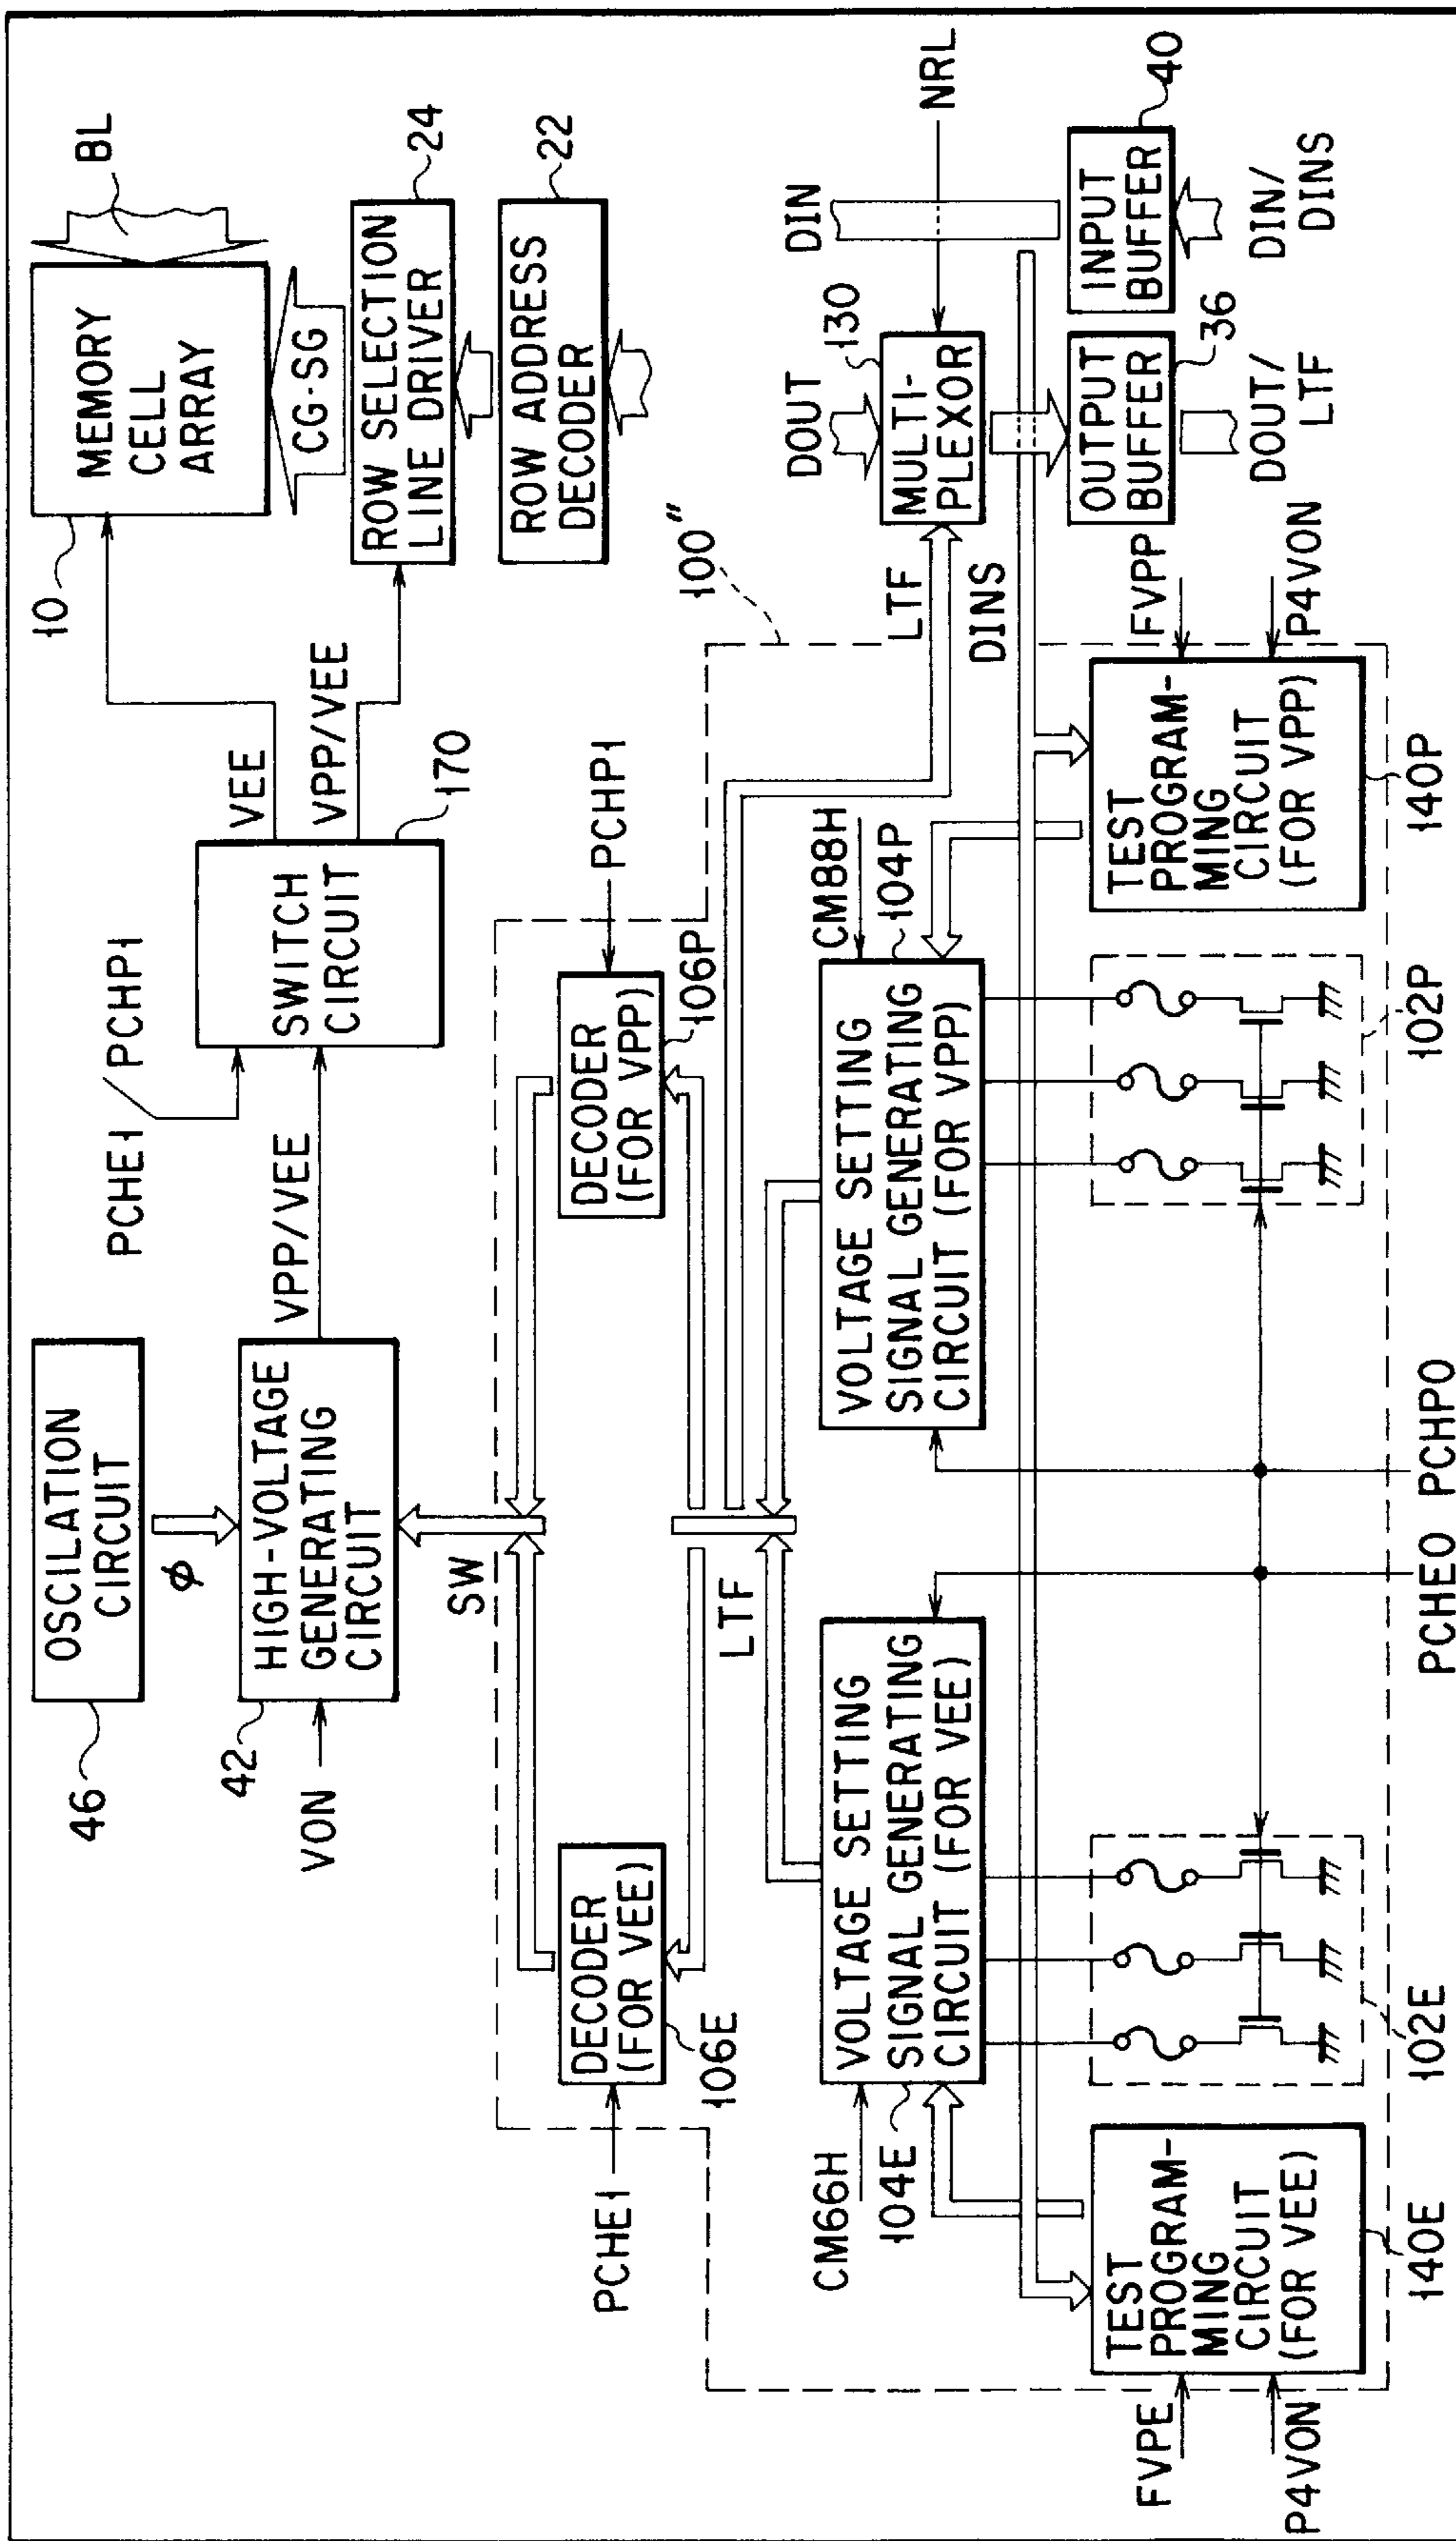 OSCILATION
CIRCUIT
46
φ
HIGH-VOLTAGE
GENERATING
CIRCUIT
42
VON
VPP/VEE
PCHE1 PCHP1
SWITCH
CIRCUIT
170
VEE
VPP/VEE
MEMORY
CELL
ARRAY
10
BL
CG-SG
ROW SELECTION
LINE DRIVER
24
ROW ADDRESS
DECODER
22
SW
DECODER
(FOR VEE)
106E
PCHE1
DECODER
(FOR VPP)
106P
PCHP1
100"
LTF
LTF
DOUT
MULTI-
PLEXOR
130
NRL
DIN
DINS
OUTPUT
BUFFER
36
DOUT/
LTF
INPUT
BUFFER
40
DIN/
DINS
VOLTAGE SETTING
SIGNAL GENERATING
CIRCUIT (FOR VEE)
CM66H
104E
VOLTAGE SETTING
SIGNAL GENERATING
CIRCUIT (FOR VPP)
CM88H
104P
TEST
PROGRAM-
MING
CIRCUIT
(FOR VEE)
140E
FVPE
P4VON
102E
PCHE0 PCHP0
102P
TEST
PROGRAM-
MING
CIRCUIT
(FOR VPP)
140P
FVPP
P4VON